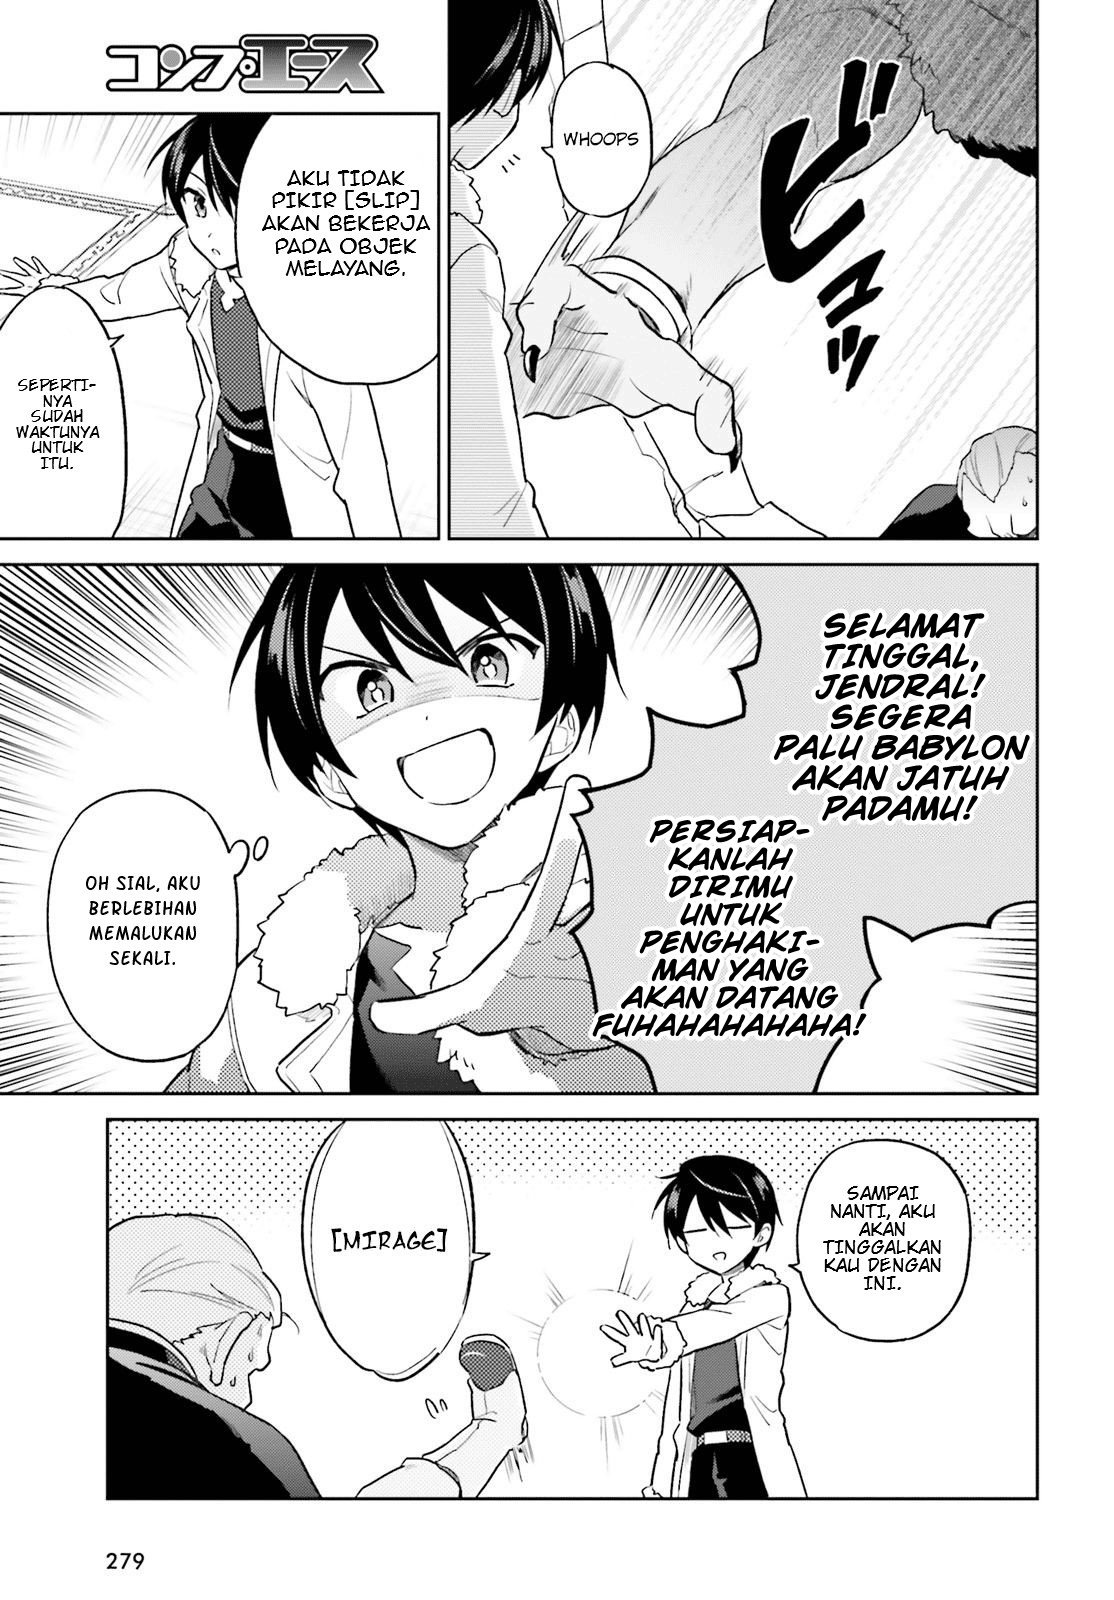 コンプエース
WHOOPS
ビュッ
AKU TIDAK
PIKIR [SLIP]
AKAN BEKERJA
PADA OBJEK
MELAYANG.
SEPERTI-
NYA
SUDAH
WAKTUNYA
UNTUK
ITU.
SELAMAT
TINGGAL,
JENDRAL!
SEGERA
PALU BABYLON
AKAN JATUH
PADAMU!
PERSIAP-
KANLAH
DIRIMU
UNTUK
PENGHAKI-
MAN YANG
AKAN DATANG
FUHAHAHAHAHA!
OH SIAL, AKU
BERLEBIHAN
MEMALUKAN
SEKALI.
SAMPAI
NANTI, AKU
AKAN
TINGGALKAN
KAU DENGAN
INI.
[MIRAGE]
279